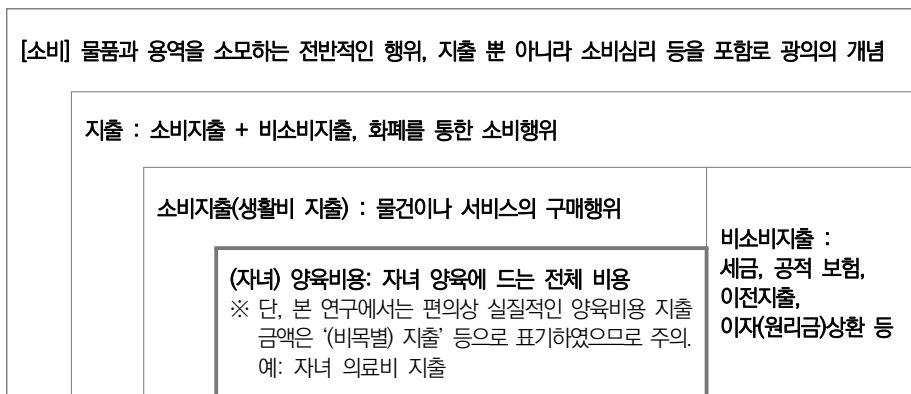 [소비] 물품과 용역을 소모하는 전반적인 행위, 지출 뿐 아니라 소비심리 등을 포함로 광의의 개념
지출 : 소비지출 + 비소비지출, 화폐를 통한 소비행위
소비지출(생활비 지출) : 물건이나 서비스의 구매행위
(자녀) 양육비용: 자녀 양육에 드는 전체 비용
※ 단, 본 연구에서는 편의상 실질적인 양육비용 지출
금액은 ‘(비목별) 지출’ 등으로 표기하였으므로 주의.
예: 자녀 의료비 지출
비소비지출 :
세금, 공적 보험,
이전지출,
이자(원리금)상환 등